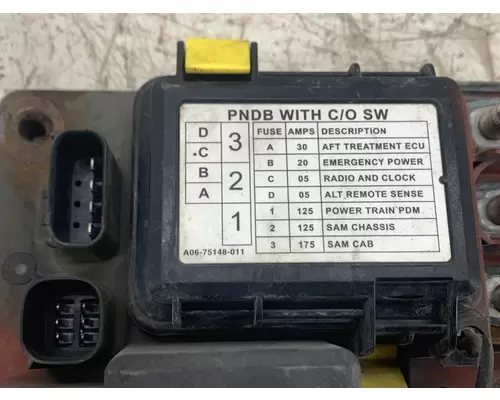 PNDB WITH C/O SW
D
.C
B
A
3
2
1
FUSE AMPS DESCRIPTION
A 30 AFT TREATMENT ECU
B 20 EMERGENCY POWER
C 05 RADIO AND CLOCK
D 05 ALT REMOTE SENSE
1 125 POWER TRAIN PDM
2 125 SAM CHASSIS
3 175 SAM CAB
A06-75148-011